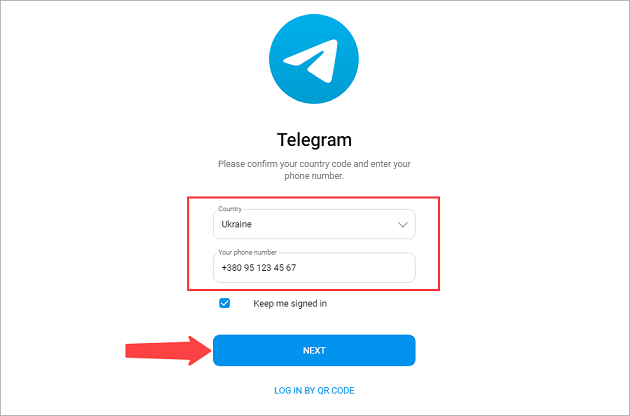 Telegram
Please confirm your country code and enter your
phone number.
Country
Ukraine
Your phone number
+380 95 123 45 67
Keep me signed in
NEXT
LOG IN BY QR CODE